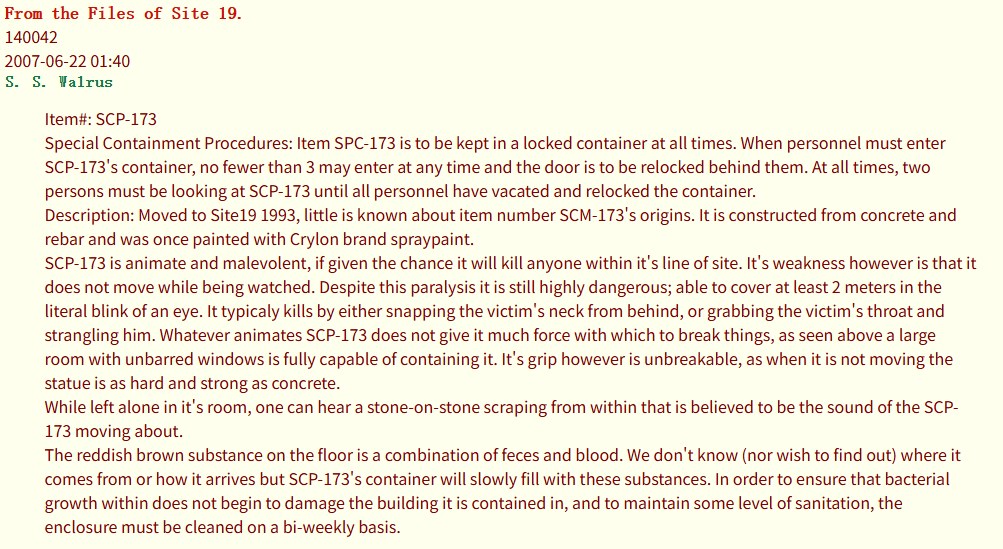 From the Files of Site 19.
140042
2007-06-22 01:40
S. S. Walrus
Item#: SCP-173
Special Containment Procedures: Item SPC-173 is to be kept in a locked container at all times. When personnel must enter
SCP-173's container, no fewer than 3 may enter at any time and the door is to be relocked behind them. At all times, two
persons must be looking at SCP-173 until all personnel have vacated and relocked the container.
Description: Moved to Site19 1993, little is known about item number SCM-173's origins. It is constructed from concrete and
rebar and was once painted with Crylon brand spraypaint.
SCP-173 is animate and malevolent, if given the chance it will kill anyone within it's line of site. It's weakness however is that it
does not move while being watched. Despite this paralysis it is still highly dangerous; able to cover at least 2 meters in the
literal blink of an eye. It typicaly kills by either snapping the victim's neck from behind, or grabbing the victim's throat and
strangling him. Whatever animates SCP-173 does not give it much force with which to break things, as seen above a large
room with unbarred windows is fully capable of containing it. It's grip however is unbreakable, as when it is not moving the
statue is as hard and strong as concrete.
While left alone in it's room, one can hear a stone-on-stone scraping from within that is believed to be the sound of the SCP-
173 moving about.
The reddish brown substance on the floor is a combination of feces and blood. We don't know (nor wish to find out) where it
comes from or how it arrives but SCP-173's container will slowly fill with these substances. In order to ensure that bacterial
growth within does not begin to damage the building it is contained in, and to maintain some level of sanitation, the
enclosure must be cleaned on a bi-weekly basis.